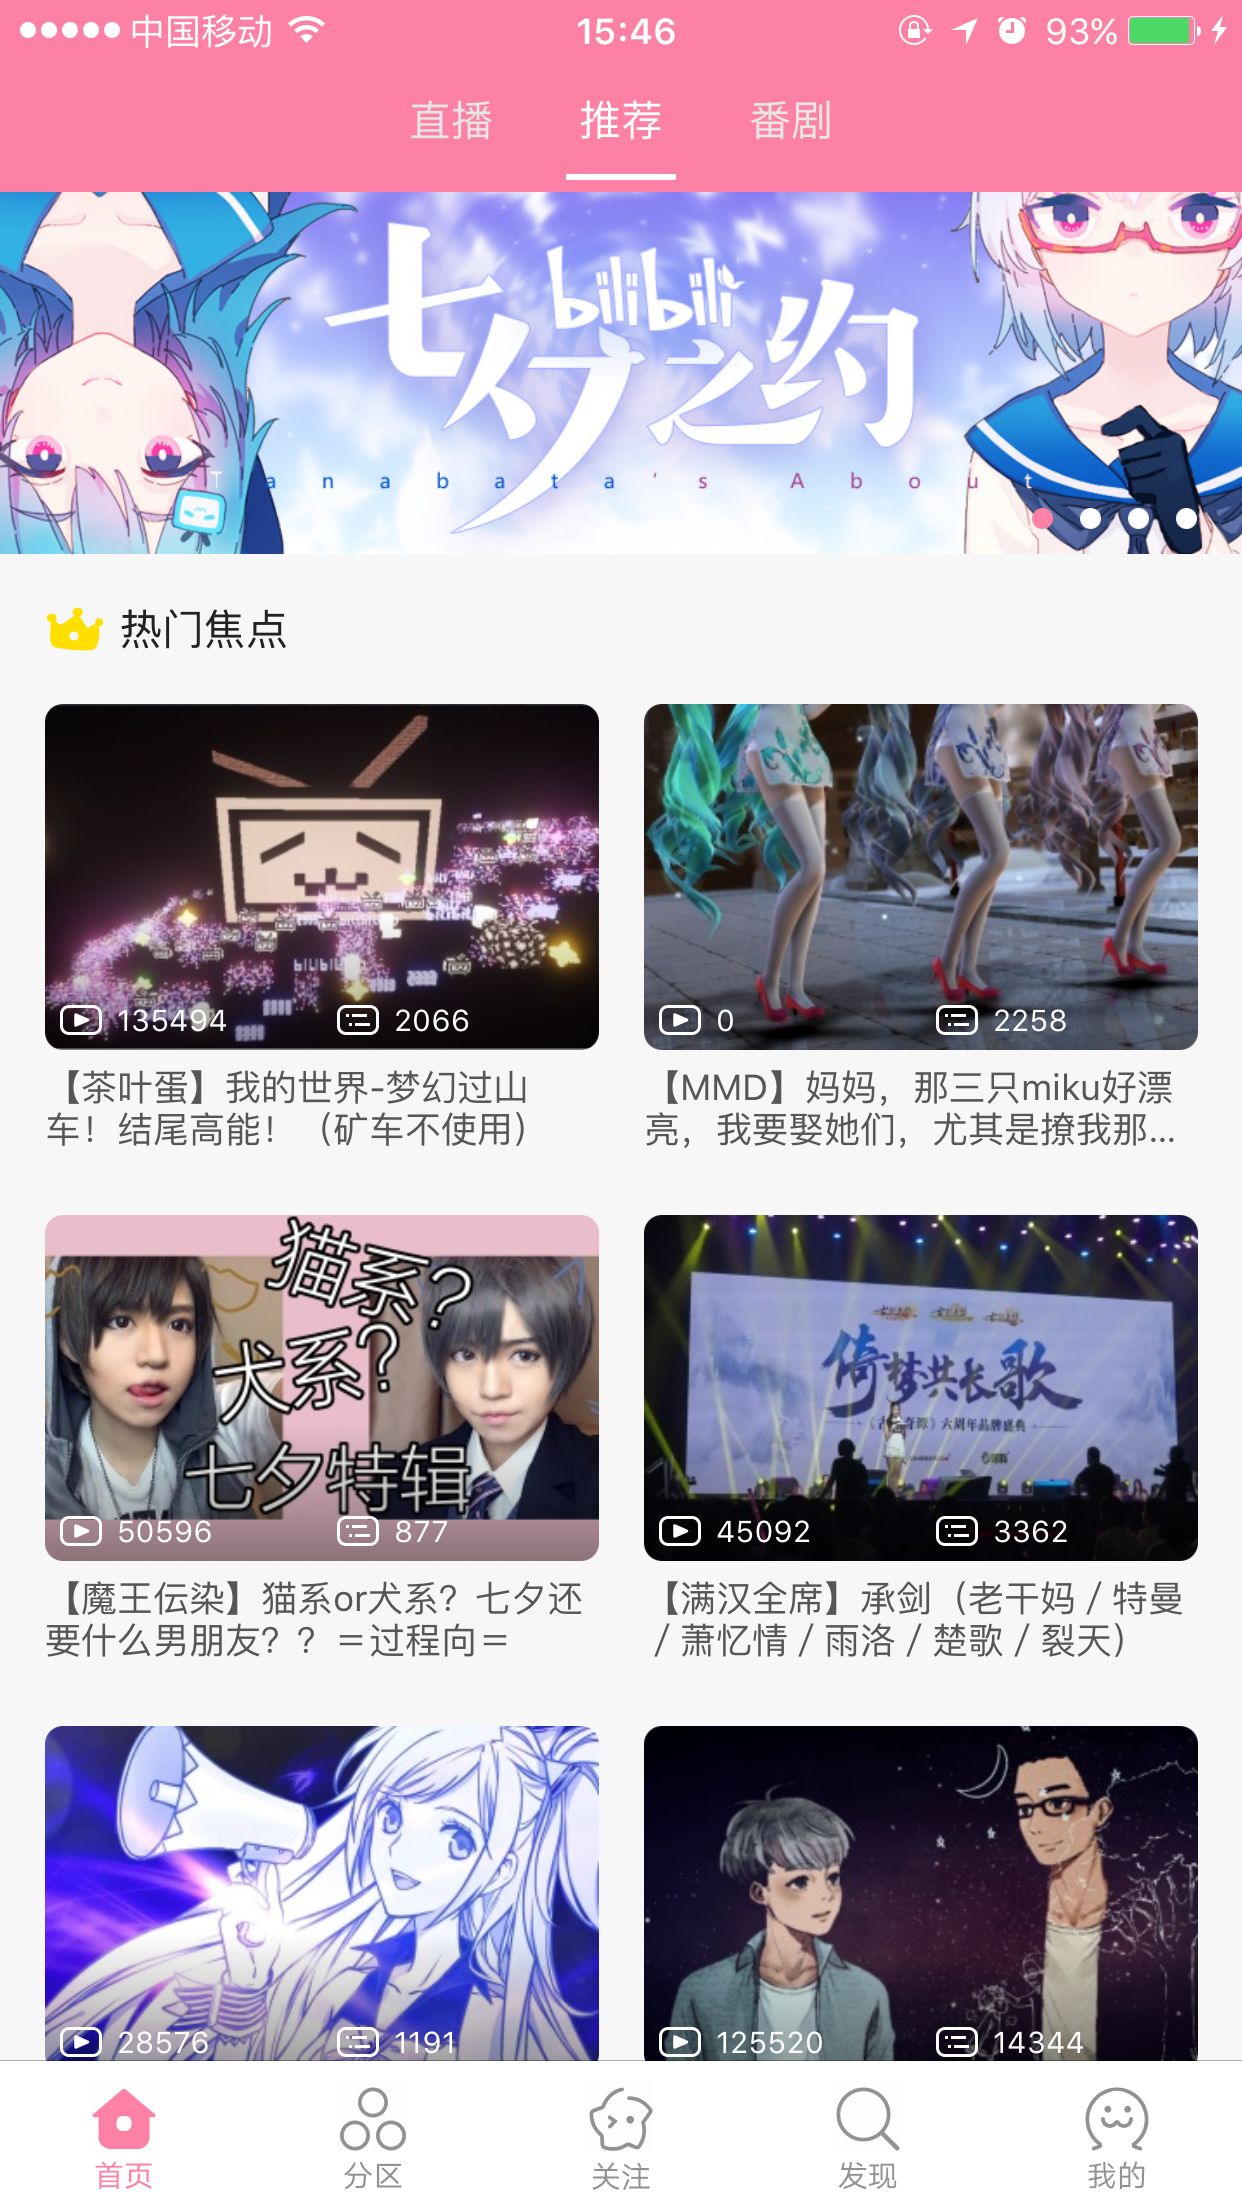 中国移动
15:46
93%
直播
推荐
番剧
bilibili
七夕之约
Tanabata's About
热门焦点
135494
2066
0
2258
【茶叶蛋】我的世界-梦幻过山
车！结尾高能！（矿车不使用）
【MMD】妈妈，那三只miku好漂
亮，我要娶她们，尤其是撩我那...
猫系？
犬系？
七夕特辑
50596
877
倚梦共长歌
六周年品牌盛典
45092
3362
【魔王伝染】猫系or犬系？七夕还
要什么男朋友？？＝过程向＝
【满汉全席】承剑（老干妈 / 特曼
/ 萧忆情 / 雨洛 / 楚歌 / 裂天）
28576
1191
125520
14344
首页
分区
关注
发现
我的